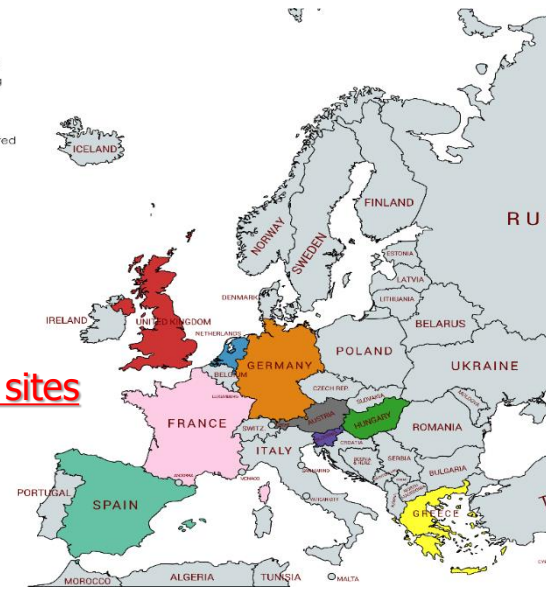 red
ICELAND
FINLAND
RU
NORWAY
SWEDEN
ESTONIA
LATVIA
LITHUANIA
DENMARK
BELARUS
IRELAND
UNITED KINGDOM
NETHERLANDS
POLAND
GERMANY
BELGIUM
UKRAINE
sites
CZECH REP.
SLOVAKIA
AUSTRIA
HUNGARY
FRANCE
SWITZ.
ROMANIA
ITALY
CROATIA
SERBIA
BULGARIA
MONACO
PORTUGAL
SPAIN
GREECE
T
MOROCCO
ALGERIA
TUNISIA
MALTA